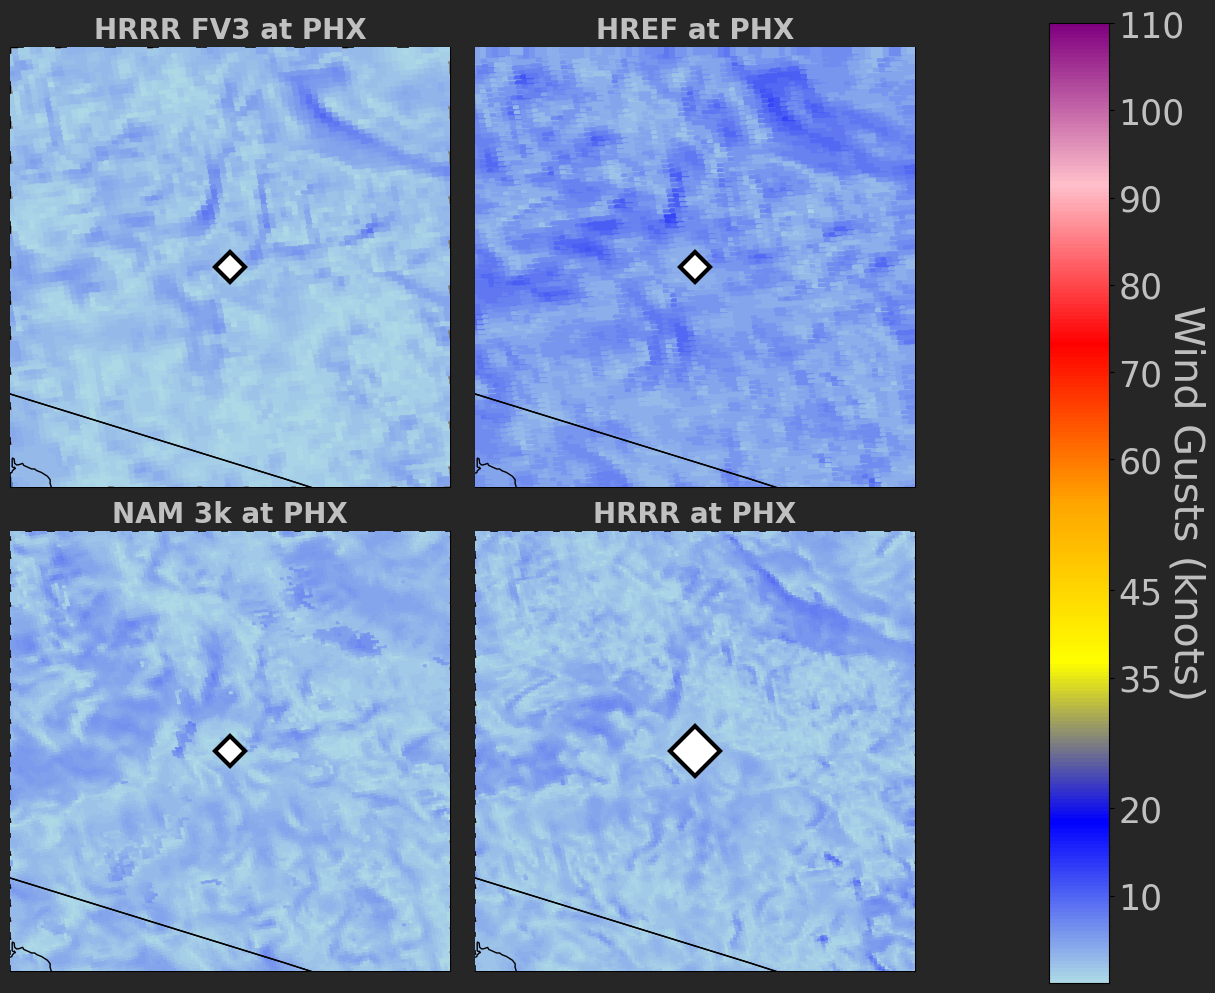 HRRR FV3 at PHX
HREF at PHX
NAM 3k at PHX
HRRR at PHX
110
100
90
80
70
60
45
35
20
10
Wind Gusts (knots)